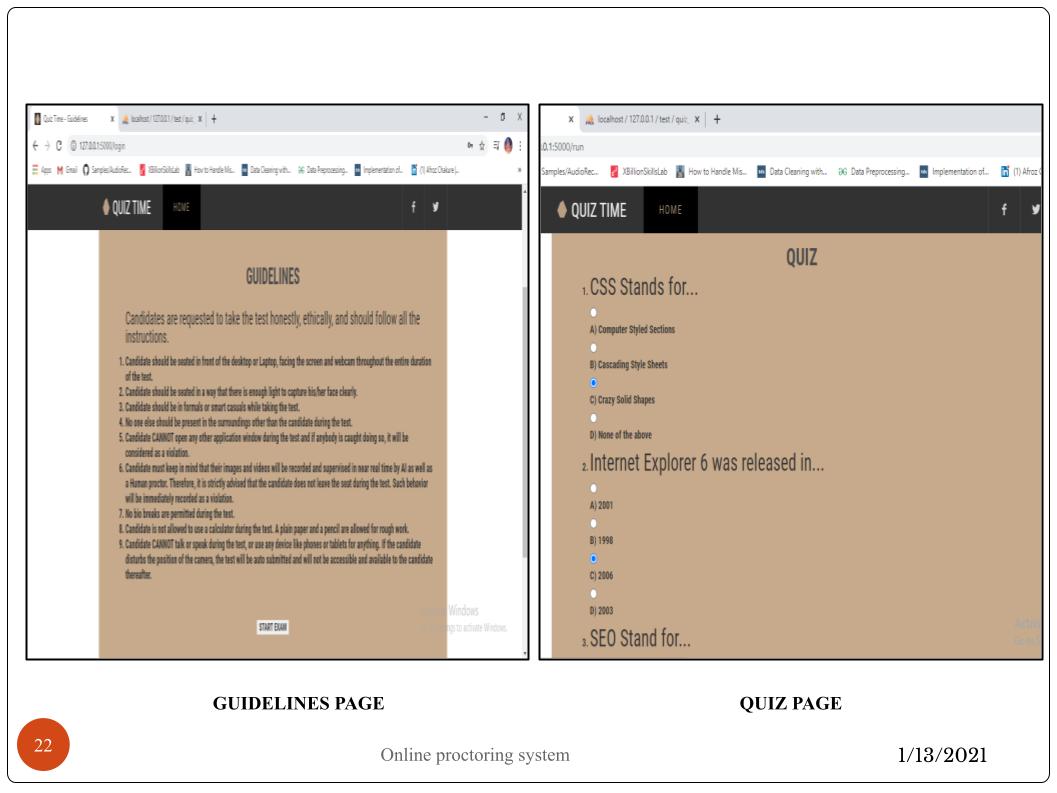 Quiz Time - Guidelines
localhost / 127.0.0.1 / test / quiz_
127.0.0.1:5000/login
Apps Gmail Samples/AudioRec... XBillionSkillsLab How to Handle Mis... Data Cleaning with... Data Preprocessing... Implementation of... (1) Afroz Chakure |...
QUIZ TIME HOME
GUIDELINES
Candidates are requested to take the test honestly, ethically, and should follow all the
instructions.
1. Candidate should be seated in front of the desktop or Laptop, facing the screen and webcam throughout the entire duration
of the test.
2. Candidate should be seated in a way that there is enough light to capture his/her face clearly.
3. Candidate should be in formals or smart casuals while taking the test.
4. No one else should be present in the surroundings other than the candidate during the test.
5. Candidate CANNOT open any other application window during the test and if anybody is caught doing so, it will be
considered as a violation.
6. Candidate must keep in mind that their images and videos will be recorded and supervised in near real time by AI as well as
a Human proctor. Therefore, it is strictly advised that the candidate does not leave the seat during the test. Such behavior
will be immediately recorded as a violation.
7. No bio breaks are permitted during the test.
8. Candidate is not allowed to use a calculator during the test. A plain paper and a pencil are allowed for rough work.
9. Candidate CANNOT talk or speak during the test, or use any device like phones or tablets for anything. If the candidate
disturbs the position of the camera, the test will be auto submitted and will not be accessible and available to the candidate
thereafter.
Windows
to activate Windows.
START EXAM
localhost / 127.0.0.1 / test / quiz_
.0.1:5000/run
Samples/AudioRec... XBillionSkillsLab How to Handle Mis... Data Cleaning with... Data Preprocessing... Implementation of... (1) Afroz
QUIZ TIME HOME
QUIZ
1. CSS Stands for...
A) Computer Styled Sections
B) Cascading Style Sheets
C) Crazy Solid Shapes
D) None of the above
2. Internet Explorer 6 was released in...
A) 2001
B) 1998
C) 2006
D) 2003
3. SEO Stand for...
GUIDELINES PAGE
QUIZ PAGE
22
Online proctoring system
1/13/2021